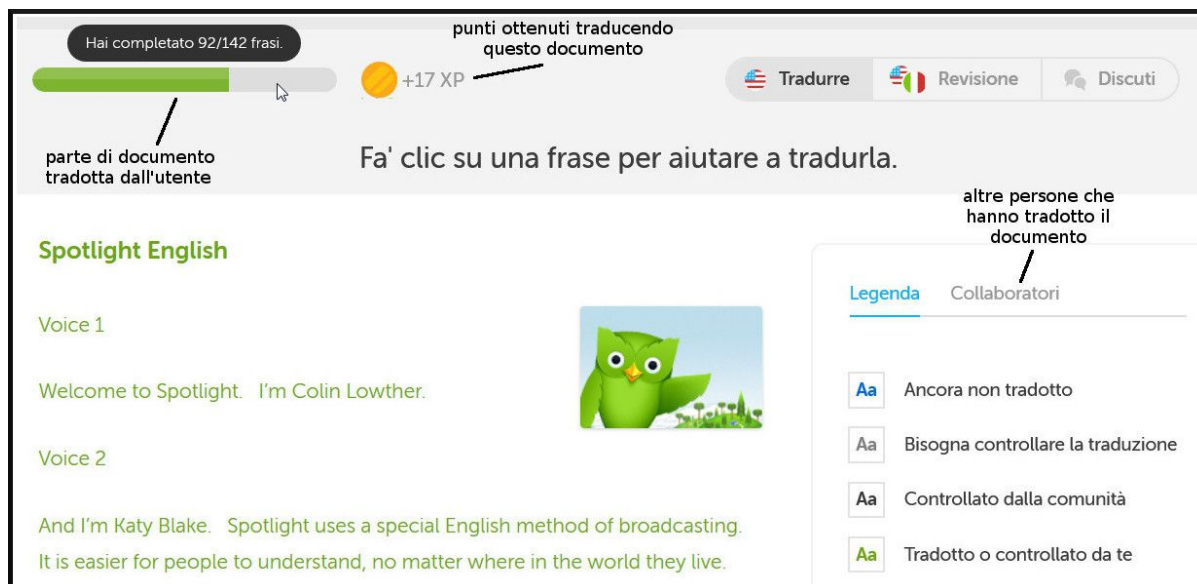 Hai completato 92/142 frasi.
punti ottenuti traducendo
questo documento
+17 XP
Tradurre
Revisione
Discuti
parte di documento
tradotta dall'utente
Fa' clic su una frase per aiutare a tradurla.
altre persone che
hanno tradotto il
documento
Spotlight English
Voice 1
Welcome to Spotlight. I'm Colin Lowther.
Voice 2
And I'm Katy Blake. Spotlight uses a special English method of broadcasting.
It is easier for people to understand, no matter where in the world they live.
Legenda
Collaboratori
Aa Ancora non tradotto
Aa Bisogna controllare la traduzione
Aa Controllato dalla comunità
Aa Tradotto o controllato da te